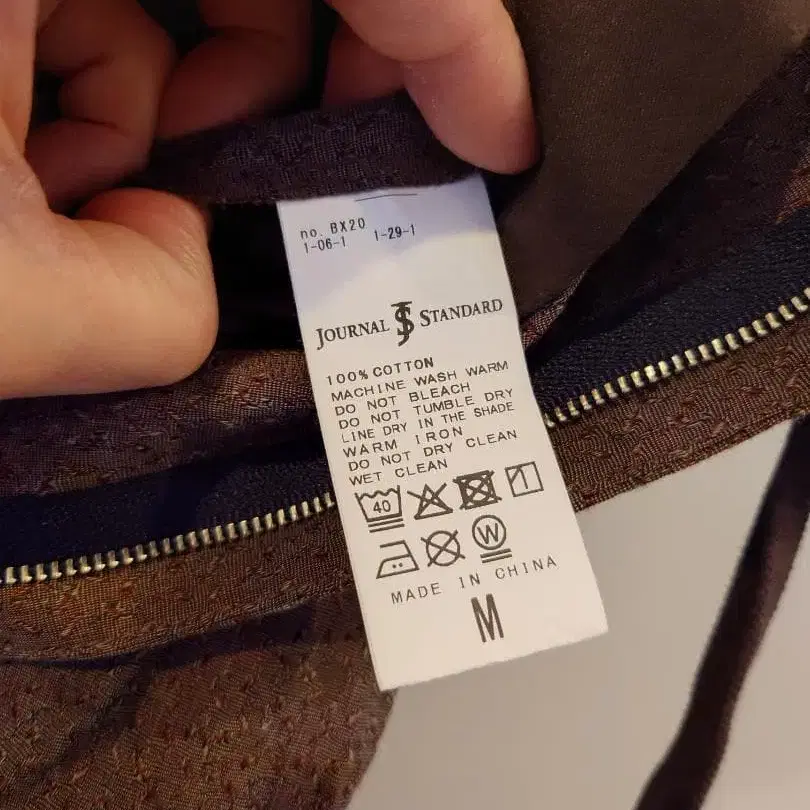 no. BX20
1-06-1 1-29-1
JOURNAL JS STANDARD
100% COTTON
MACHINE WASH WARM
DO NOT BLEACH
DO NOT TUMBLE DRY
LINE DRY IN THE SHADE
WARM IRON
DO NOT DRY CLEAN
WET CLEAN
40
W
MADE IN CHINA
M